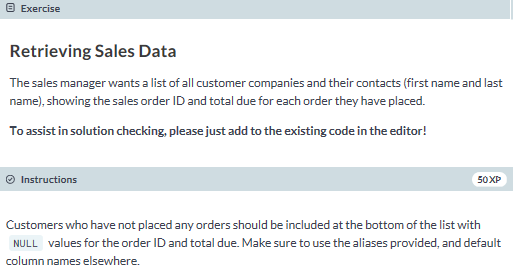 Exercise
Retrieving Sales Data
The sales manager wants a list of all customer companies and their contacts (first name and last
name), showing the sales order ID and total due for each order they have placed.
To assist in solution checking, please just add to the existing code in the editor!
Instructions
50 XP
Customers who have not placed any orders should be included at the bottom of the list with
NULL values for the order ID and total due. Make sure to use the aliases provided, and default
column names elsewhere.